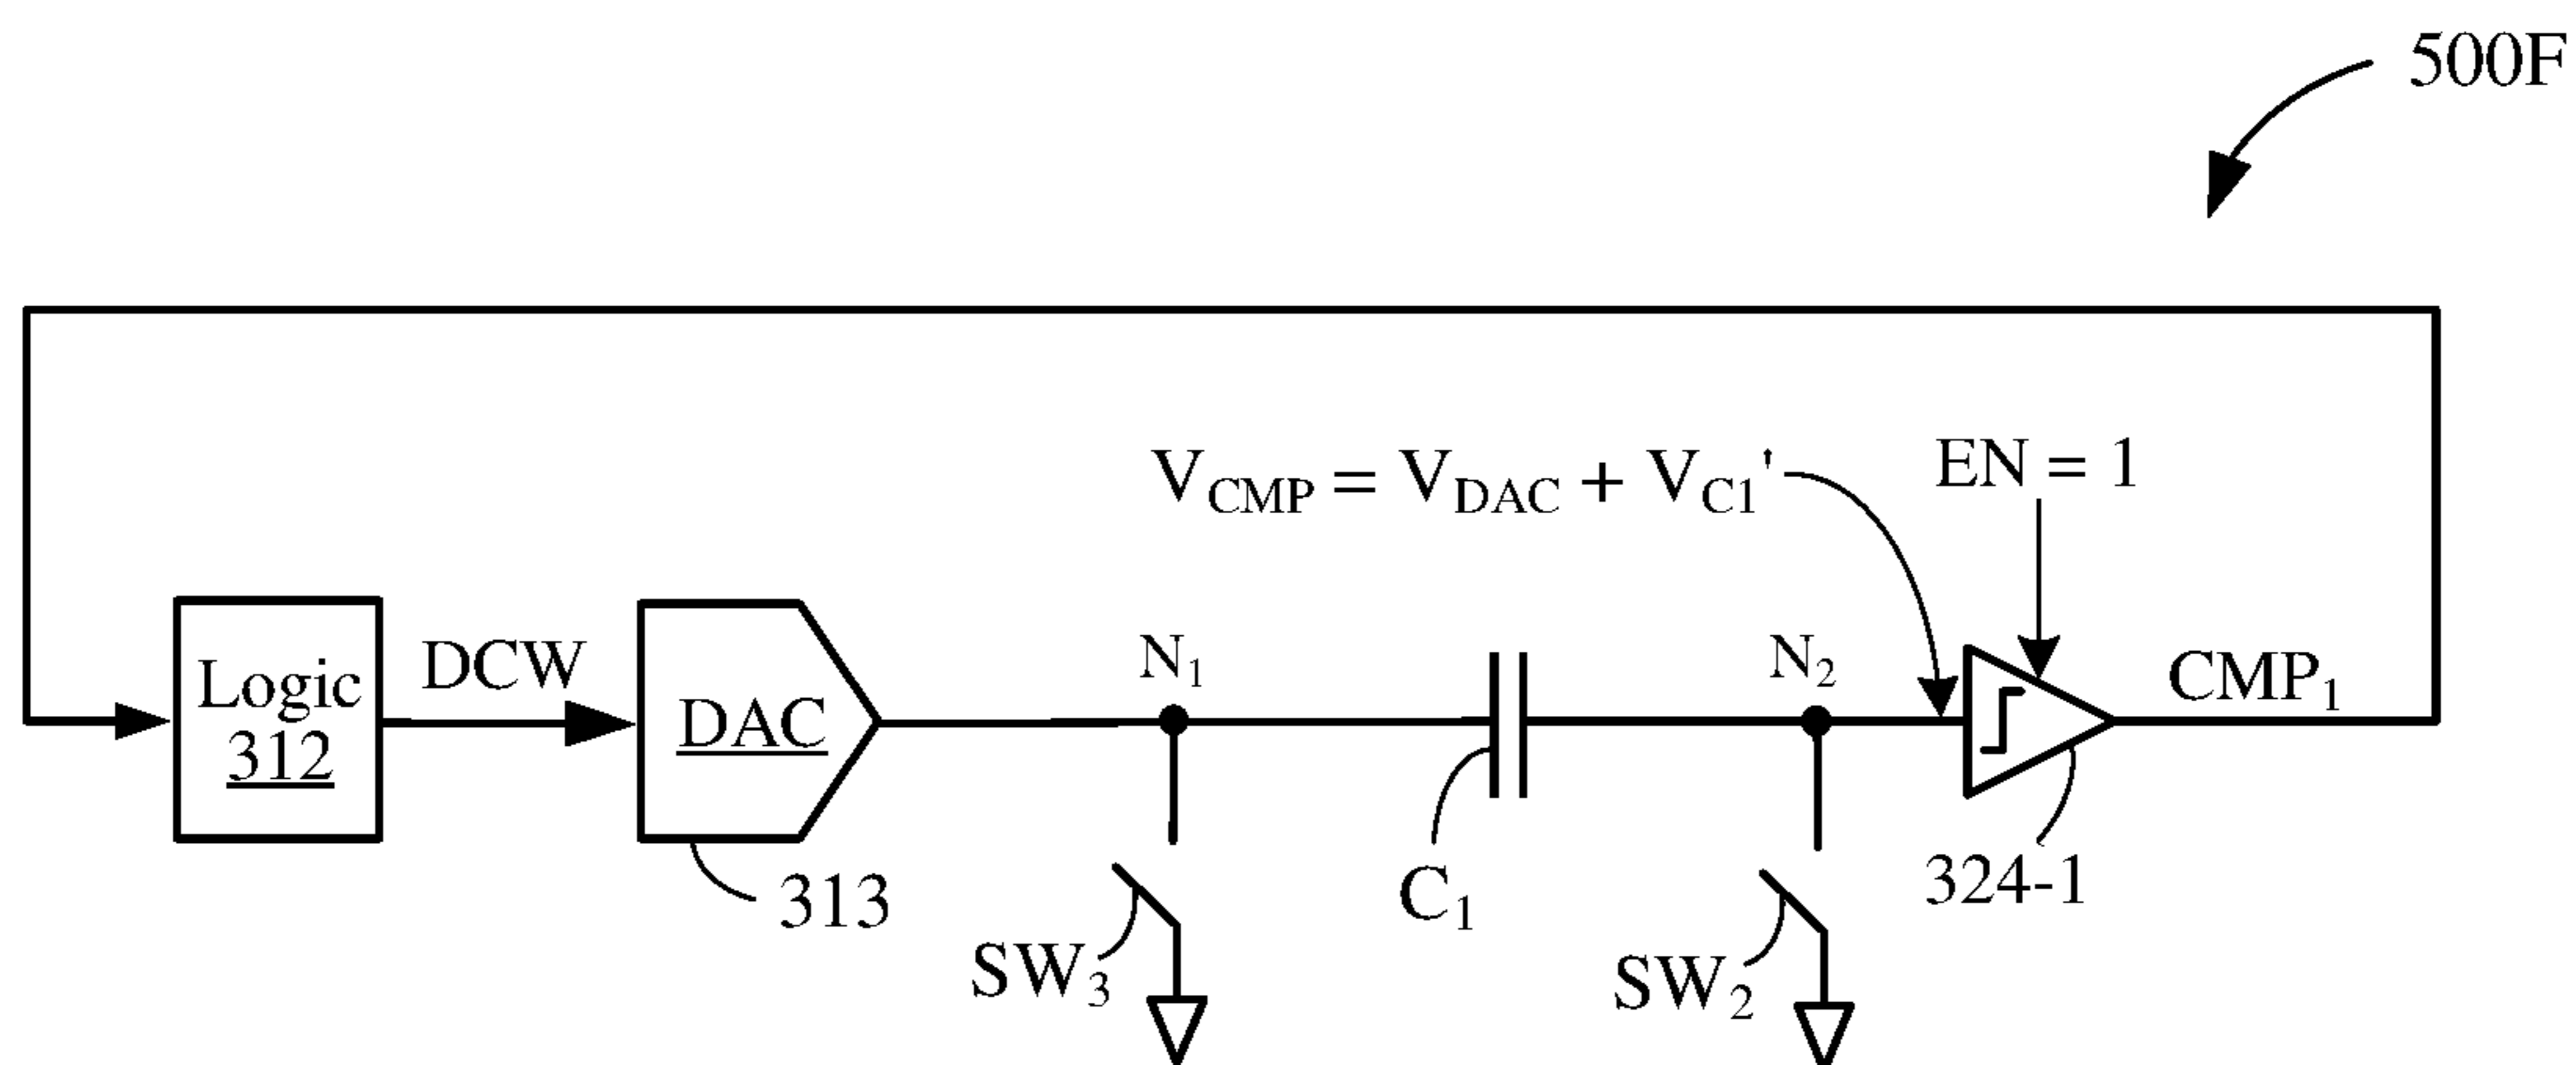 500F
V_CMP = V_DAC + V_C1'
EN = 1
Logic
312
DCW
DAC
N₁
N₂
CMP₁
313
SW₃
C₁
SW₂
324-1